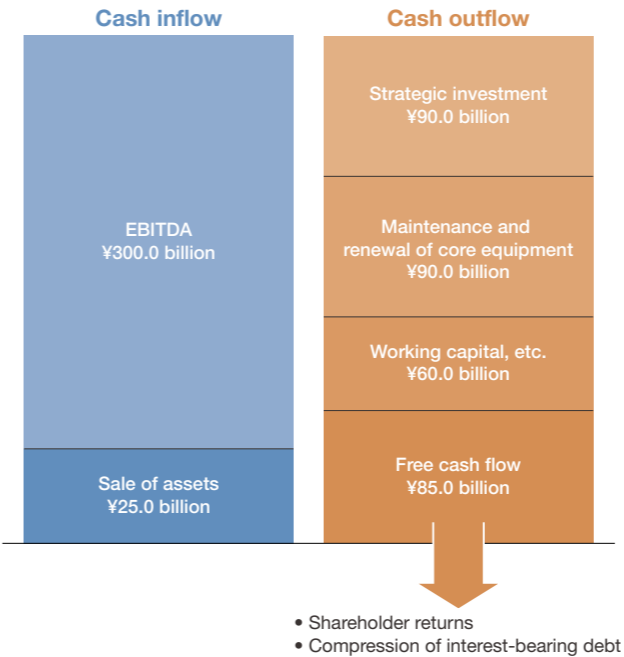 Cash inflow
EBITDA
¥300.0 billion
Sale of assets
¥25.0 billion
Cash outflow
Strategic investment
¥90.0 billion
Maintenance and
renewal of core equipment
¥90.0 billion
Working capital, etc.
¥60.0 billion
Free cash flow
¥85.0 billion
• Shareholder returns
• Compression of interest-bearing debt